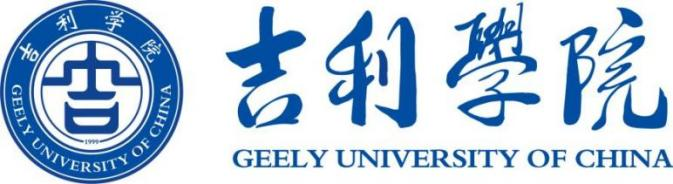 吉利学院
GEELY UNIVERSITY OF CHINA
1999
吉利學院
GEELY UNIVERSITY OF CHINA